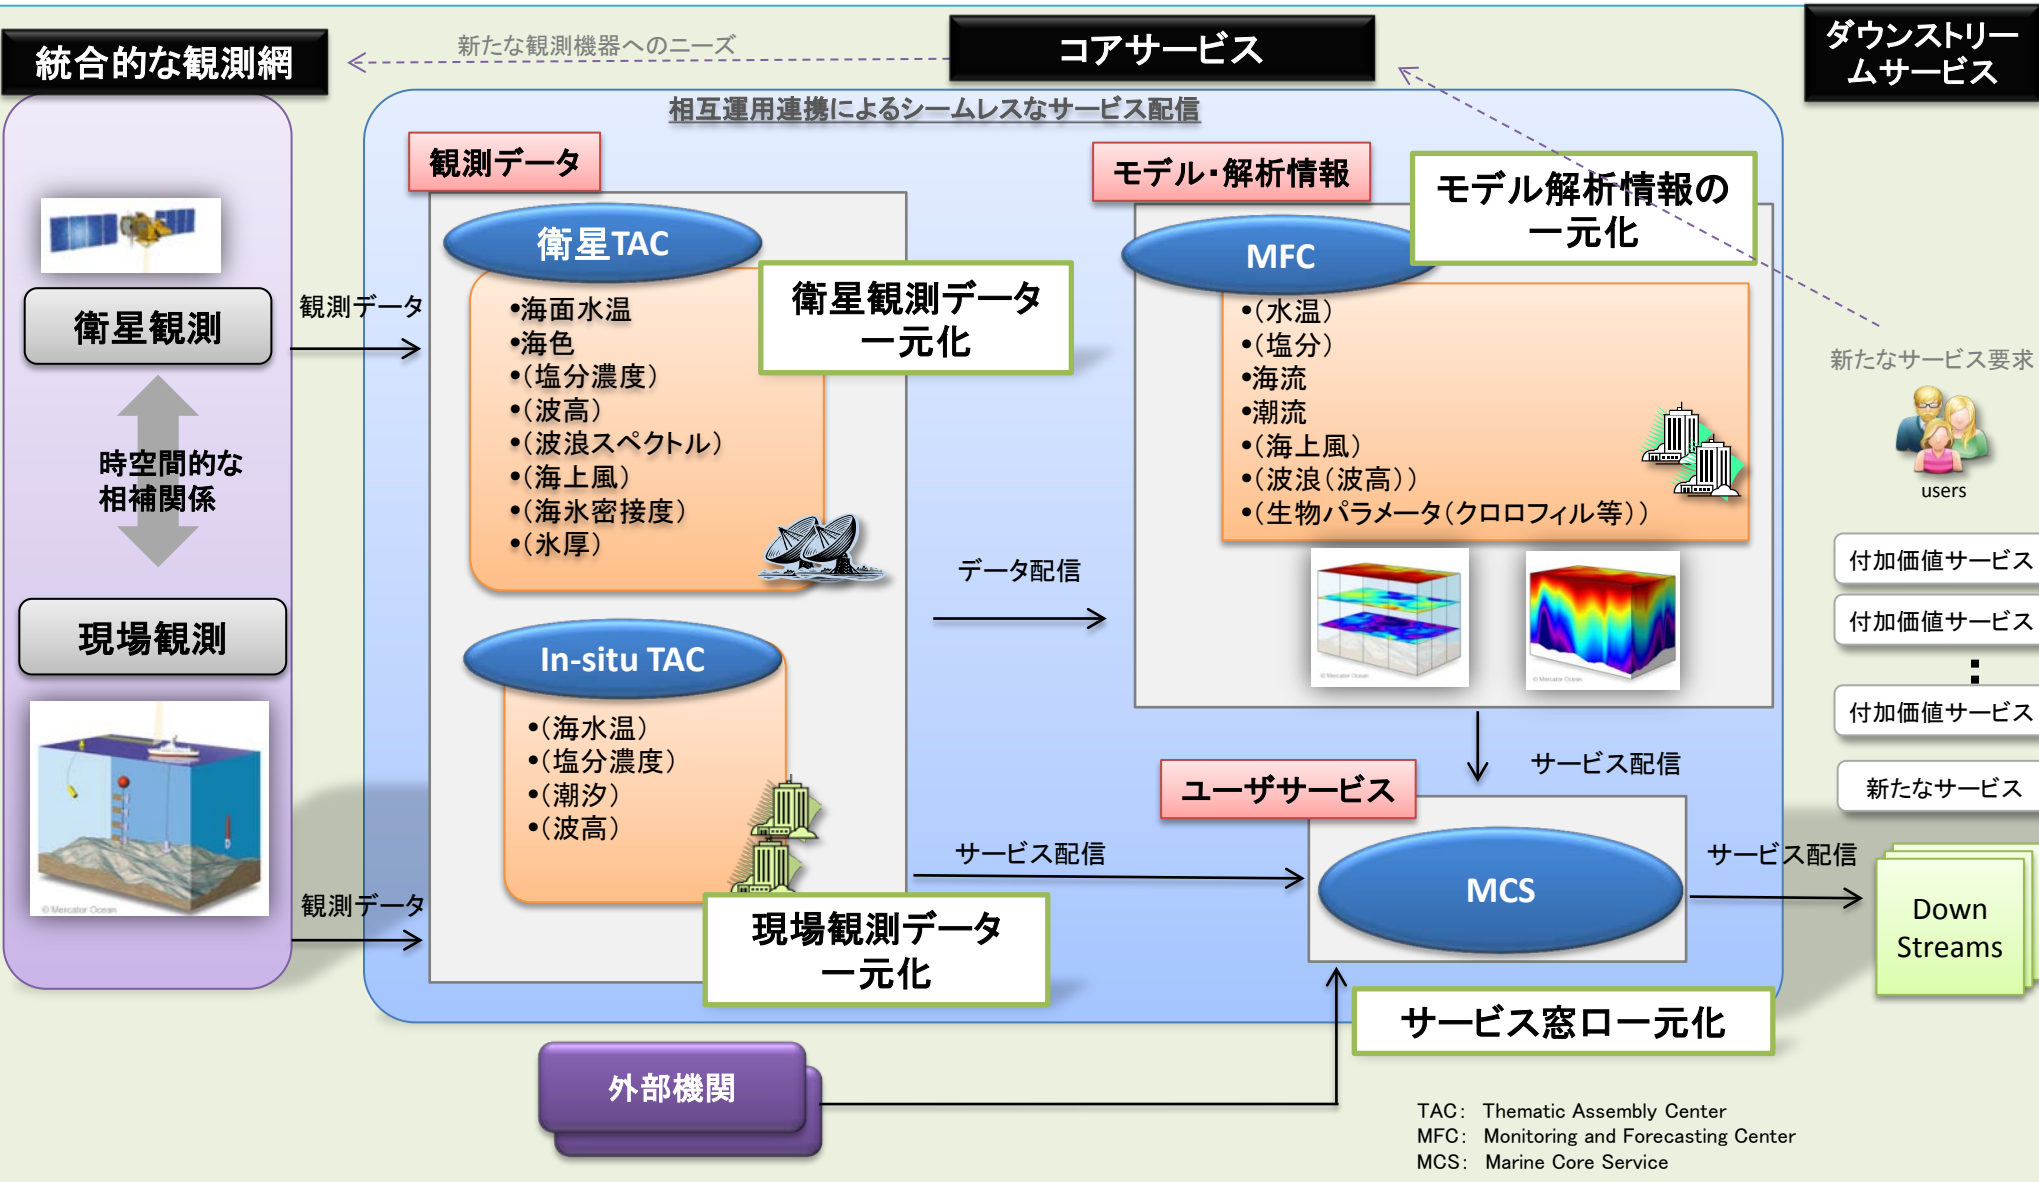 統合的な観測網
新たな観測機器へのニーズ
コアサービス
ダウンストリー
ムサービス
相互運用連携によるシームレスなサービス配信
観測データ
衛星TAC
•海面水温
•海色
•(塩分濃度)
•(波高)
•(波浪スペクトル)
•(海上風)
•(海氷密接度)
•(氷厚)
衛星観測データ
一元化
衛星観測
観測データ
時空間的な
相補関係
現場観測
© Mercator Ocean
観測データ
In-situ TAC
•(海水温)
•(塩分濃度)
•(潮汐)
•(波高)
現場観測データ
一元化
データ配信
サービス配信
モデル・解析情報
モデル解析情報の
一元化
MFC
•(水温)
•(塩分)
•海流
•潮流
•(海上風)
•(波浪(波高))
•(生物パラメータ(クロロフィル等))
© Mercator Ocean
© Mercator Ocean
サービス配信
ユーザサービス
MCS
サービス窓口一元化
サービス配信
新たなサービス要求
users
付加価値サービス
付加価値サービス
付加価値サービス
新たなサービス
Down
Streams
外部機関
TAC: Thematic Assembly Center
MFC: Monitoring and Forecasting Center
MCS: Marine Core Service